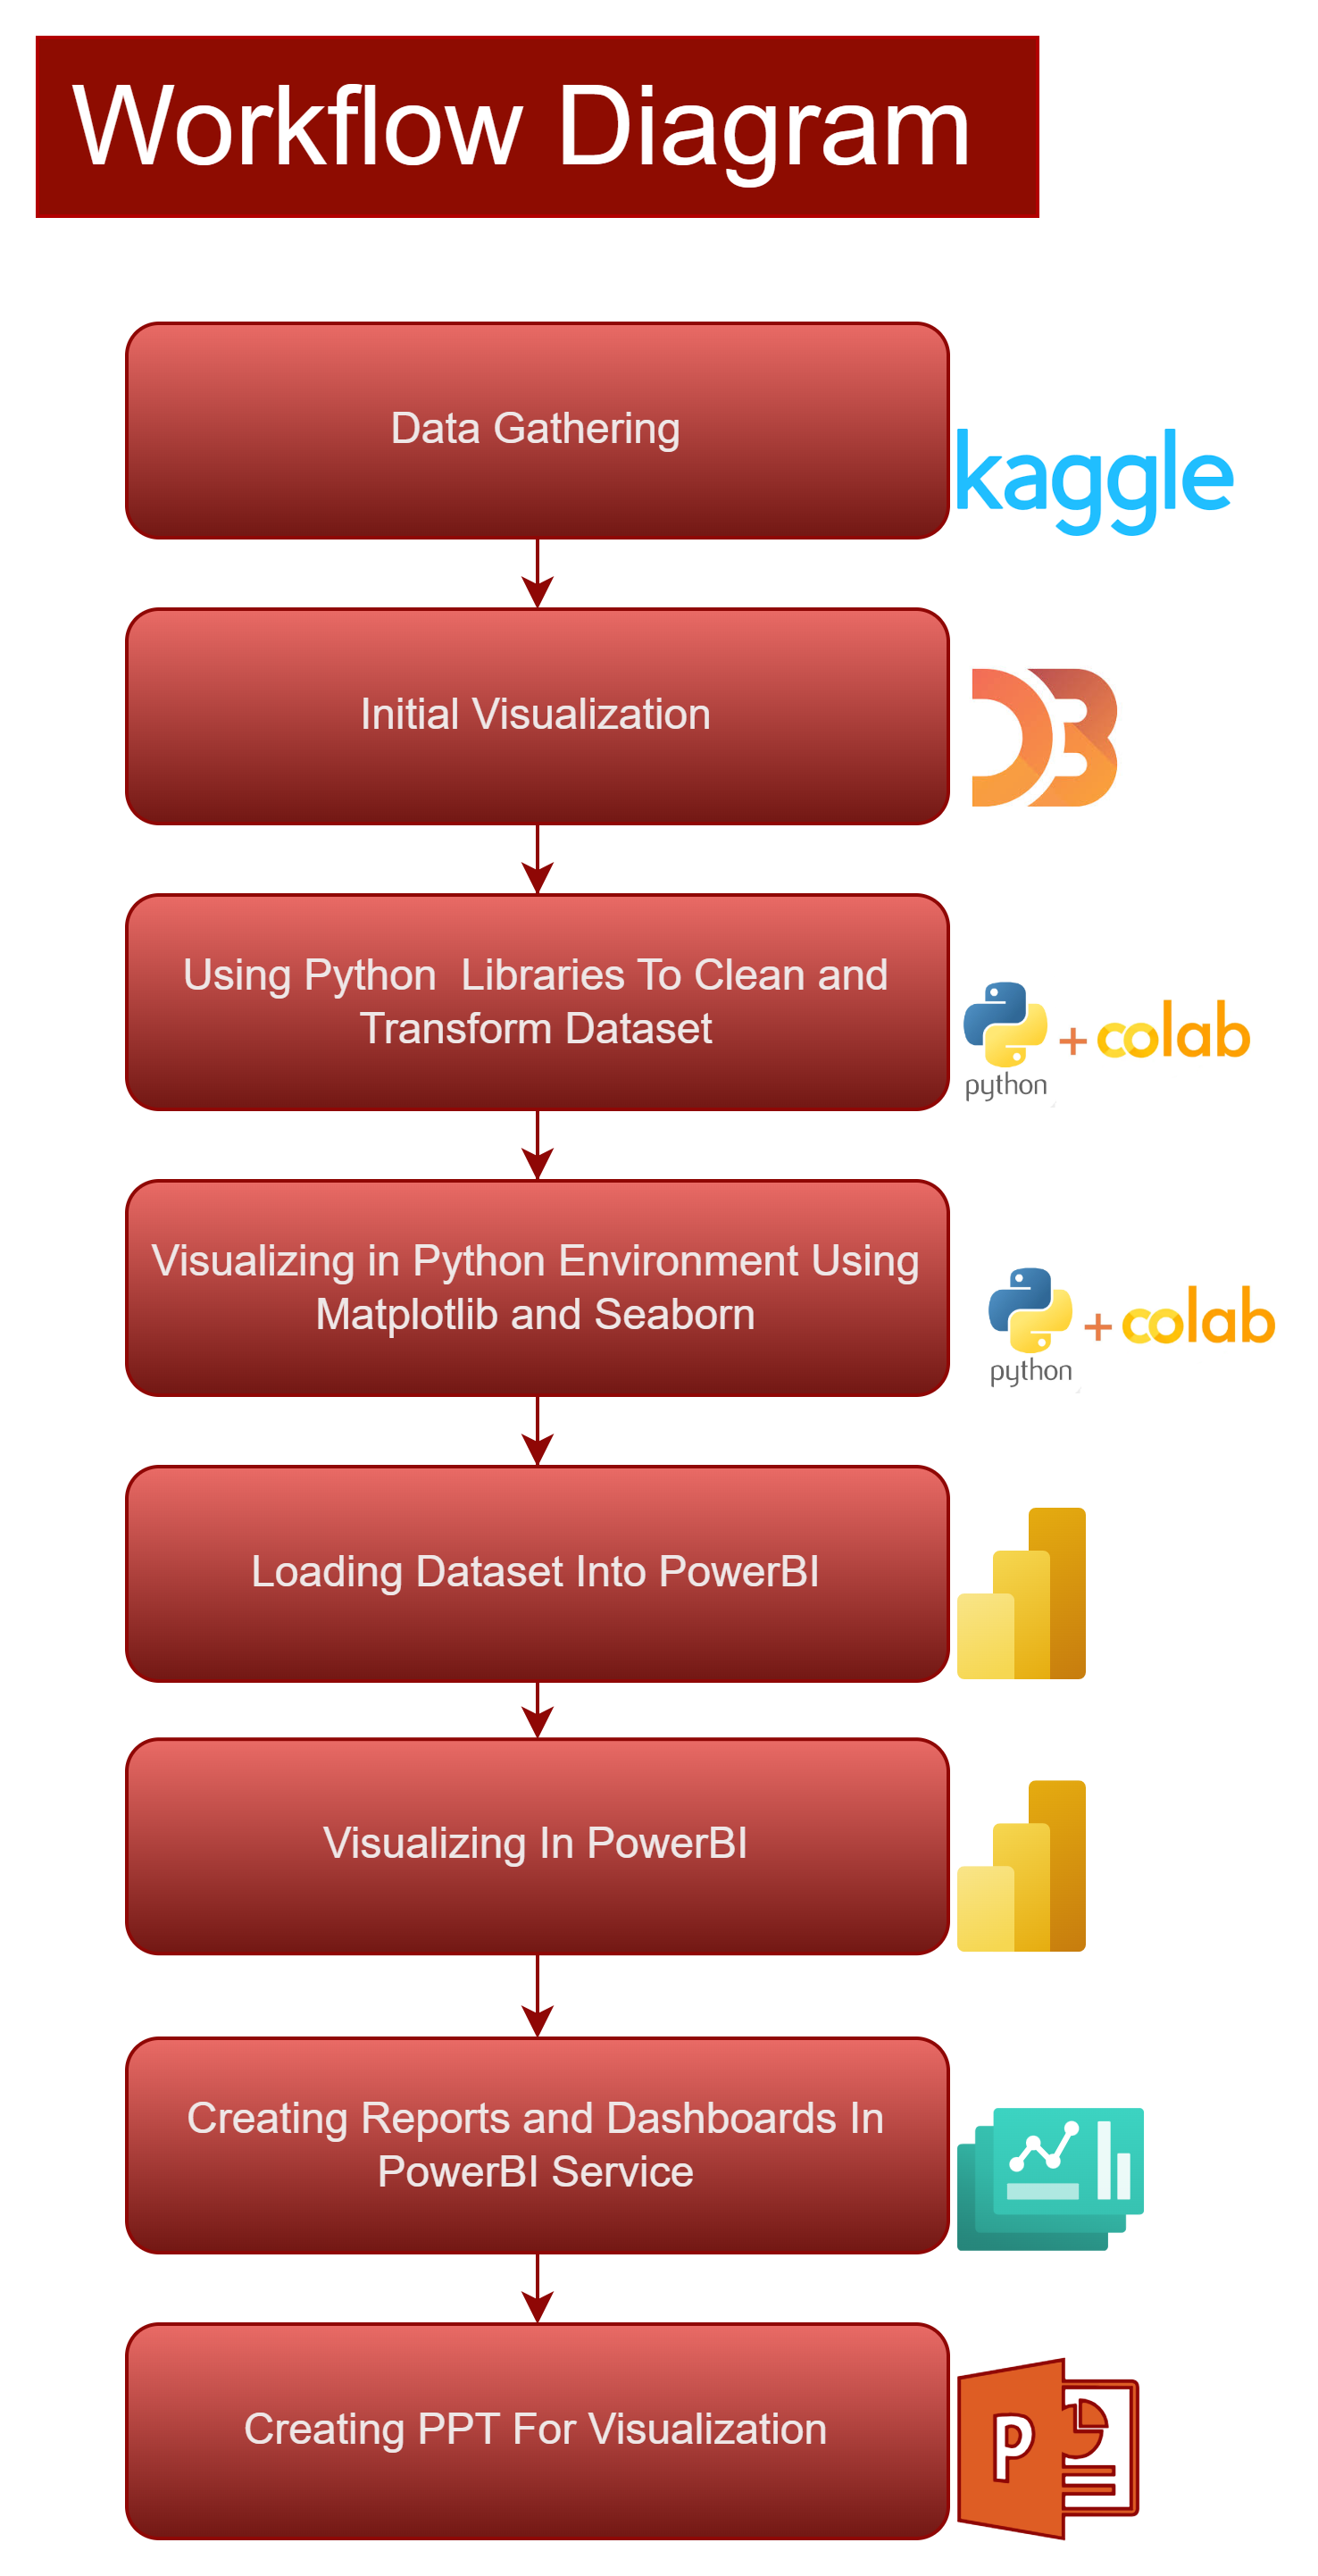 Workflow Diagram
Data Gathering
kaggle
Initial Visualization
D3
Using Python  Libraries To Clean and
Transform Dataset
python + colab
Visualizing in Python Environment Using
Matplotlib and Seaborn
python + colab
Loading Dataset Into PowerBI
Visualizing In PowerBI
Creating Reports and Dashboards In
PowerBI Service
Creating PPT For Visualization
P